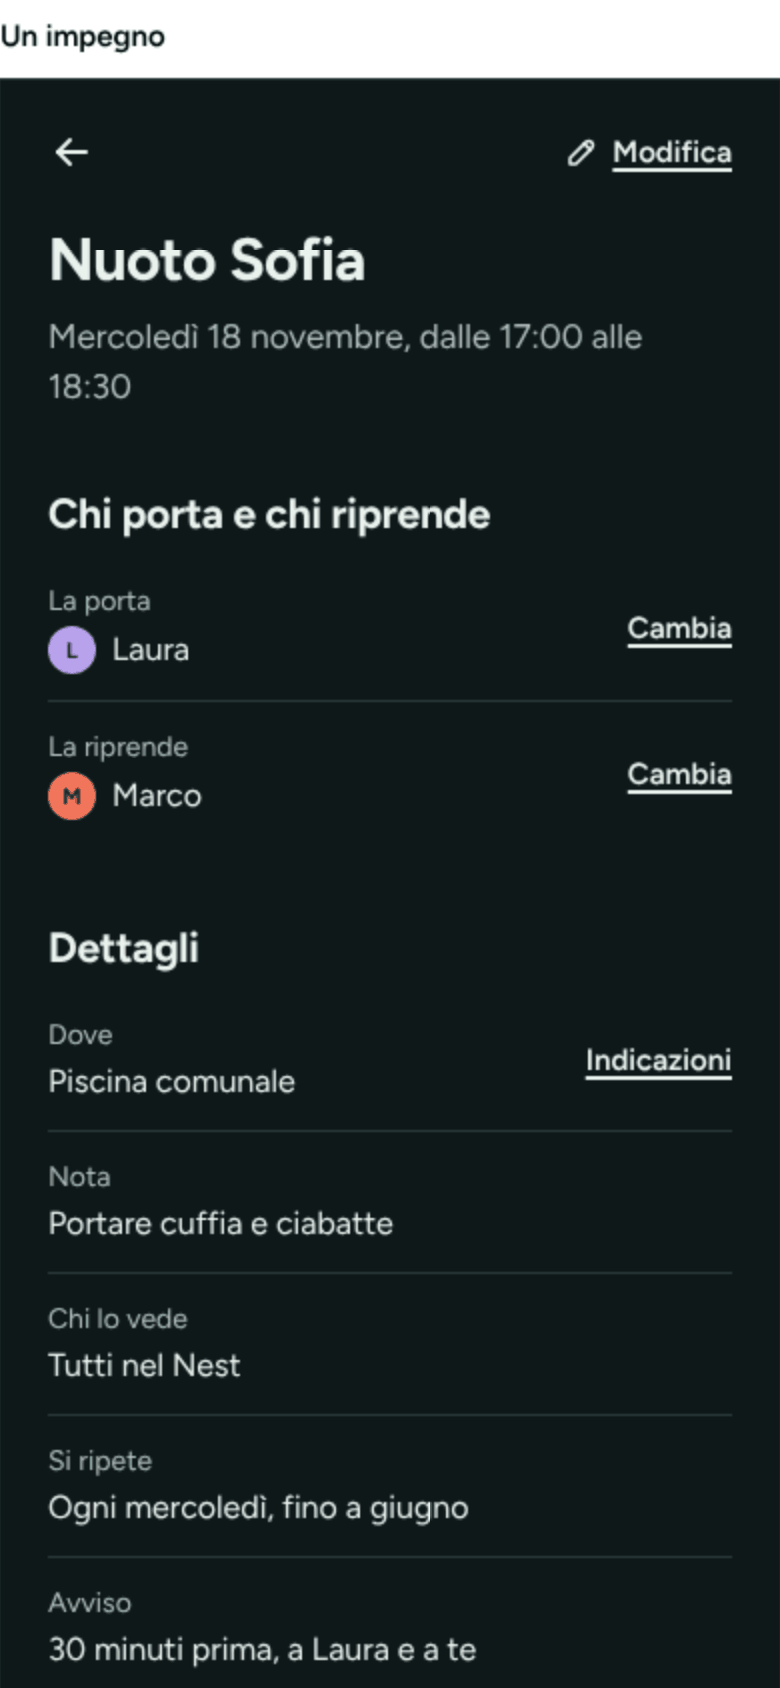 Un impegno
Modifica
Nuoto Sofia
Mercoledì 18 novembre, dalle 17:00 alle
18:30
Chi porta e chi riprende
La porta
L Laura
Cambia
La riprende
M Marco
Cambia
Dettagli
Dove
Piscina comunale
Indicazioni
Nota
Portare cuffia e ciabatte
Chi lo vede
Tutti nel Nest
Si ripete
Ogni mercoledì, fino a giugno
Avviso
30 minuti prima, a Laura e a te